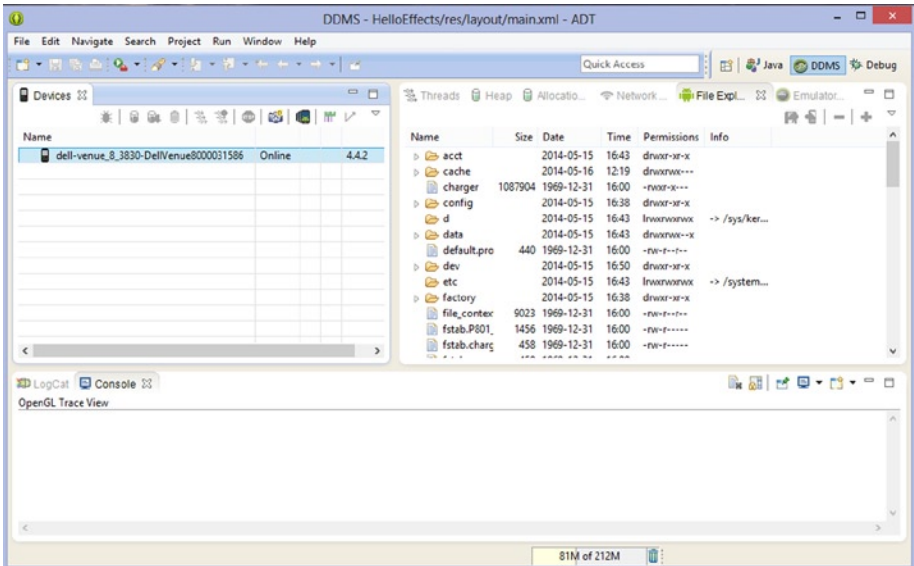 DDMS - HelloEffects/res/layout/main.xml - ADT
File Edit Navigate Search Project Run Window Help
Quick Access Java DDMS Debug
Devices
Name
dell-venue_8_3830-DellVenue8000031586 Online 4.4.2
Threads Heap Allocatio... Network... File Expl... Emulator...
Name Size Date Time Permissions Info
acct 2014-05-15 16:43 drwxr-xr-x
cache 2014-05-16 12:19 drwxrwx---
charger 1087904 1969-12-31 16:00 -rwxr-x---
config 2014-05-15 16:38 drwxr-xr-x
d 2014-05-15 16:43 lrwxrwxrwx -> /sys/ker...
data 2014-05-15 16:43 drwxrwx--x
default.pro 440 1969-12-31 16:00 -rw-r--r--
dev 2014-05-15 16:50 drwxr-xr-x
etc 2014-05-15 16:43 lrwxrwxrwx -> /system...
factory 2014-05-15 16:38 drwxr-xr-x
file_contex 9023 1969-12-31 16:00 -rw-r--r--
fstab.P801_ 1456 1969-12-31 16:00 -rw-r-----
fstab.charg 458 1969-12-31 16:00 -rw-r-----
LogCat Console
OpenGL Trace View
81M of 212M